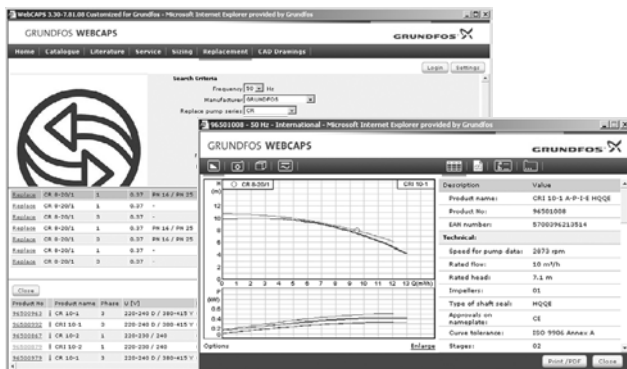 WebCAPS 3.30-7.81.08 Customized for Grundfos - Microsoft Internet Explorer provided by Grundfos
GRUNDFOS WEBCAPS
GRUNDFOS
Home | Catalogue | Literature | Service | Sizing | Replacement | CAD Drawings
Login Settings
Search Criteria
Frequency: 50 Hz
Manufacturer: GRUNDFOS
Replace pump series: CR
Replace CR 8-20/1 1 0.37 PN 16 / PN 25
Replace CR 8-20/1 1 0.37 -
Replace CR 8-20/1 3 0.37 -
Replace CR 8-20/1 1 0.37 PN 16 / PN 25
Replace CR 8-20/1 3 0.37 PN 16 / PN 25
Replace CR 8-20/1 1 0.37 -
Replace CR 8-20/1 3 0.37 -
Close
Product No Product name Phase U [V]
96500963 CR 10-1 3 220-240 D / 380-415 Y
CRI 10-1 3 220-240 D / 380-415 Y
CR 10-2 1 220-230 / 240
CRI 10-2 1 220-230 / 240
96500979 CR 10-1 3 220-240 D / 380-415 Y
96501008 - 50 Hz - International - Microsoft Internet Explorer provided by Grundfos
GRUNDFOS WEBCAPS
GRUNDFOS
H
(m)
CR 8-20/1
CRI 10-1
10
8
6
4
2
0
0 1 2 3 4 5 6 7 8 9 10 11 12 13 Q(m³/h)
P
(kW)
0.6
0.4
0.2
0
Options
Enlarge
Description Value
Product name: CRI 10-1 A-P-I-E HQQE
Product No: 96501008
EAN number: 5700396213514
Technical:
Speed for pump data: 2873 rpm
Rated flow: 10 m³/h
Rated head: 7.1 m
Impellers: 01
Type of shaft seal: HQQE
Approvals on nameplate: CE
Curve tolerance: ISO 9906 Annex A
Stages: 02
Print /PDF Close